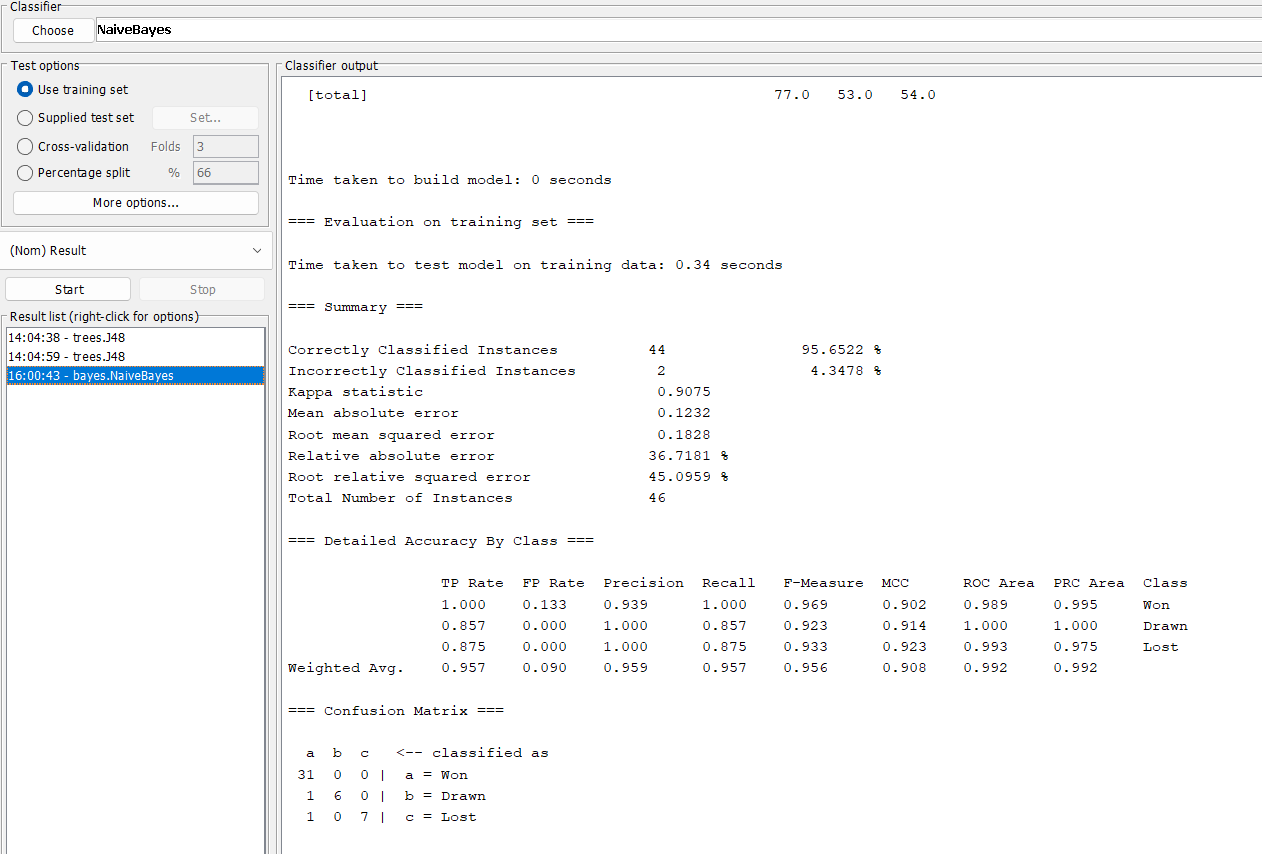 Classifier
Choose NaiveBayes
Test options
Use training set
Supplied test set Set...
Cross-validation Folds 3
Percentage split % 66
More options...
(Nom) Result
Start Stop
Result list (right-click for options)
14:04:38 - trees.J48
14:04:59 - trees.J48
16:00:43 - bayes.NaiveBayes
Classifier output
[total] 77.0 53.0 54.0
Time taken to build model: 0 seconds
=== Evaluation on training set ===
Time taken to test model on training data: 0.34 seconds
=== Summary ===
Correctly Classified Instances 44 95.6522 %
Incorrectly Classified Instances 2 4.3478 %
Kappa statistic 0.9075
Mean absolute error 0.1232
Root mean squared error 0.1828
Relative absolute error 36.7181 %
Root relative squared error 45.0959 %
Total Number of Instances 46
=== Detailed Accuracy By Class ===
TP Rate FP Rate Precision Recall F-Measure MCC ROC Area PRC Area Class
1.000 0.133 0.939 1.000 0.969 0.902 0.989 0.995 Won
0.857 0.000 1.000 0.857 0.923 0.914 1.000 1.000 Drawn
0.875 0.000 1.000 0.875 0.933 0.923 0.993 0.975 Lost
Weighted Avg. 0.957 0.090 0.959 0.957 0.956 0.908 0.992 0.992
=== Confusion Matrix ===
a b c <-- classified as
31 0 0 | a = Won
1 6 0 | b = Drawn
1 0 7 | c = Lost